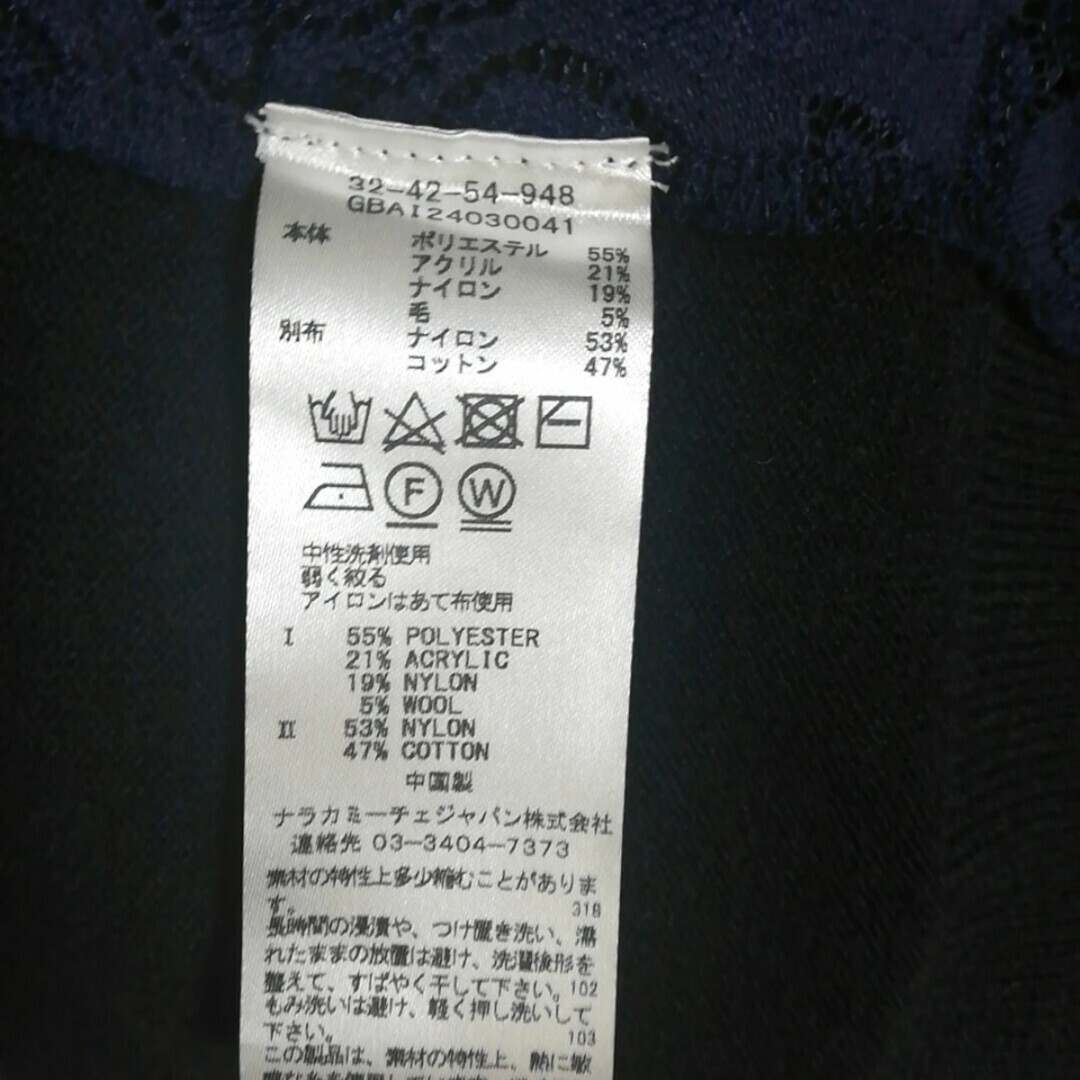 32-42-54-948
GBAI24030041
本体 ポリエステル 55%
アクリル 21%
ナイロン 19%
毛 5%
別布 ナイロン 53%
コットン 47%
F W
中性洗剤使用
弱く絞る
アイロンはあて布使用
I 55% POLYESTER
21% ACRYLIC
19% NYLON
5% WOOL
II 53% NYLON
47% COTTON
中国製
ナラカミーチェジャパン株式会社
連絡先 03-3404-7373
素材の特性上多少縮むことがありま
す。 318
長時間の浸漬や、つけ置き洗い、濡
れたままの放置は避け、洗濯後形を
整えて、すばやく干して下さい。102
もみ洗いは避け、軽く押し洗いして
下さい。 103
この製品は、素材の特性上、熱に敏